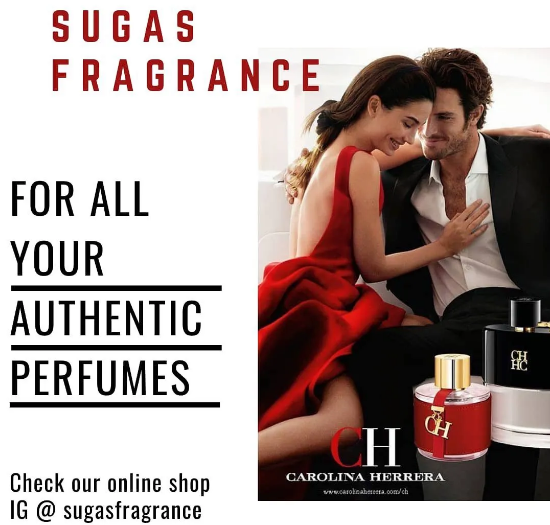 SUGAS
FRAGRANCE
FOR ALL
YOUR
AUTHENTIC
PERFUMES
Check our online shop
IG @ sugasfragrance
CH
HC
CH
CH
CAROLINA HERRERA
www.carolinaherrera.com/ch